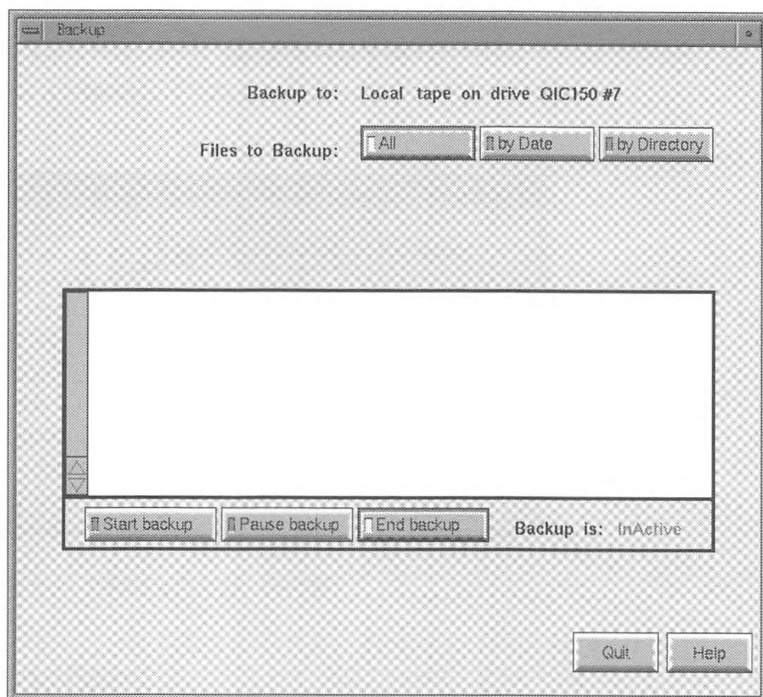 Backup
Backup to: Local tape on drive QIC150 #7
Files to Backup: All by Date by Directory
Start backup Pause backup End backup Backup is: InActive
Quit Help